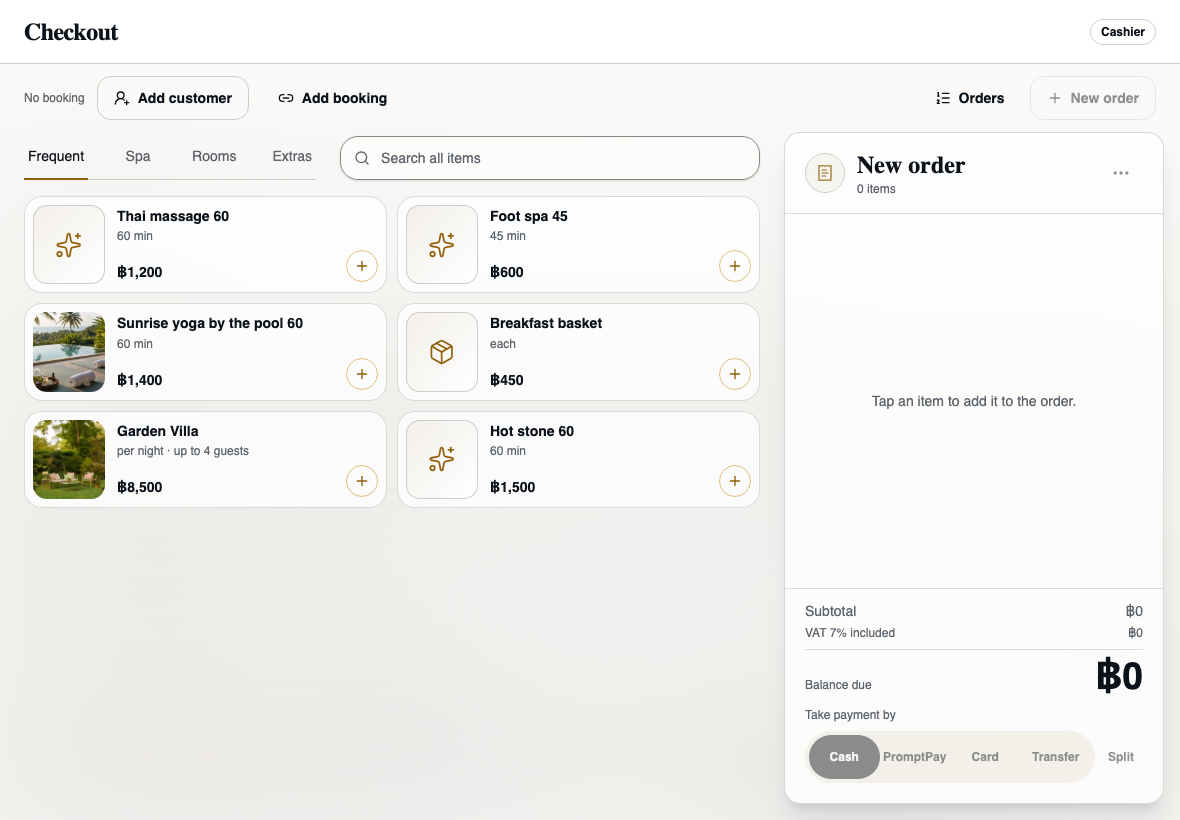 Checkout
Cashier
No booking
Add customer
Add booking
Orders
New order
Frequent
Spa
Rooms
Extras
Search all items
Thai massage 60
60 min
฿1,200
Foot spa 45
45 min
฿600
Sunrise yoga by the pool 60
60 min
฿1,400
Breakfast basket
each
฿450
Garden Villa
per night · up to 4 guests
฿8,500
Hot stone 60
60 min
฿1,500
New order
0 items
Tap an item to add it to the order.
Subtotal ฿0
VAT 7% included ฿0
Balance due ฿0
Take payment by
Cash
PromptPay
Card
Transfer
Split